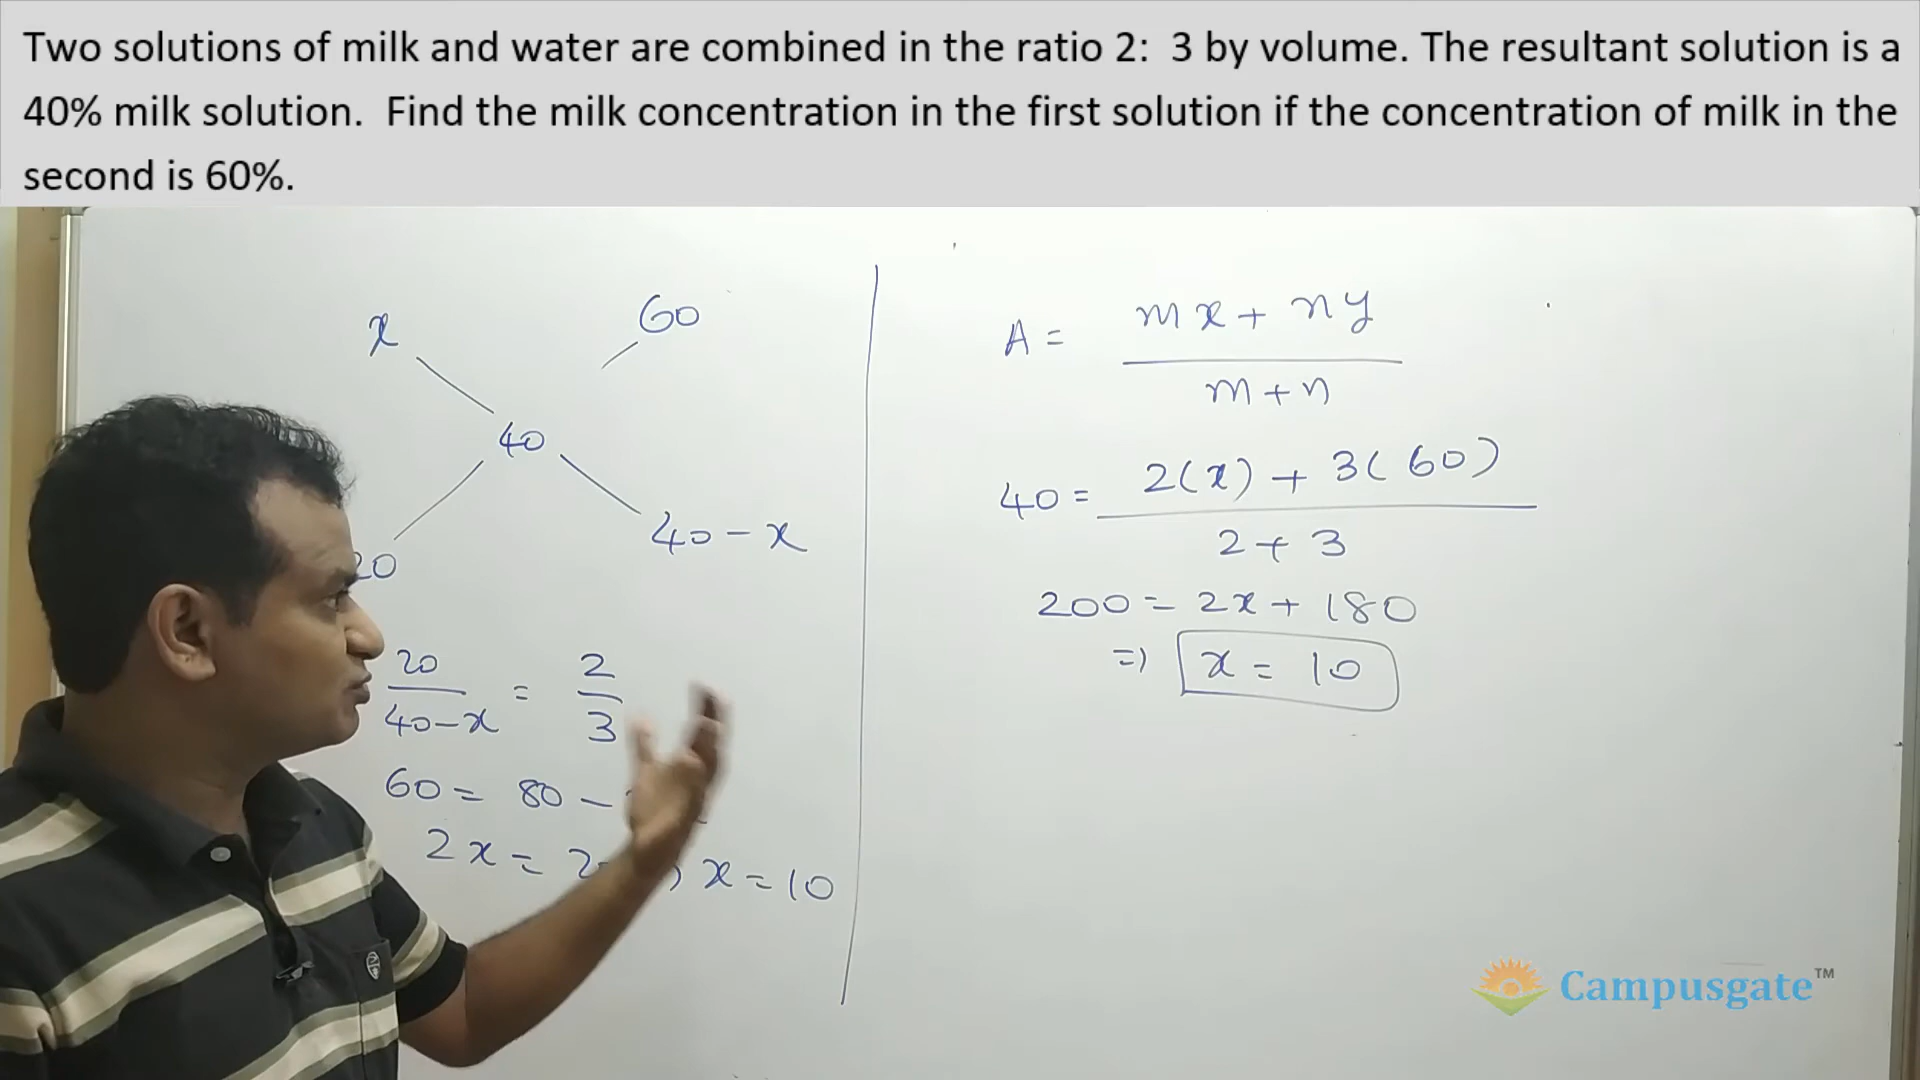 Two solutions of milk and water are combined in the ratio 2: 3 by volume. The resultant solution is a
40% milk solution. Find the milk concentration in the first solution if the concentration of milk in the
second is 60%.
x 60
40
20 40 - x
20 / 40 - x = 2 / 3
60 = 80 -
2x = x = 10
A = mx + ny / m + n
40 = 2(x) + 3(60) / 2 + 3
200 = 2x + 180
=) x = 10
Campusgate™